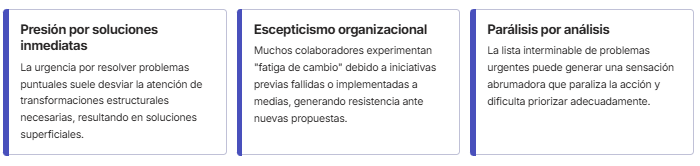 Presión por soluciones
inmediatas
La urgencia por resolver problemas
puntuales suele desviar la atención de
transformaciones estructurales
necesarias, resultando en soluciones
superficiales.
Escepticismo organizacional
Muchos colaboradores experimentan
"fatiga de cambio" debido a iniciativas
previas fallidas o implementadas a
medias, generando resistencia ante
nuevas propuestas.
Parálisis por análisis
La lista interminable de problemas
urgentes puede generar una sensación
abrumadora que paraliza la acción y
dificulta priorizar adecuadamente.